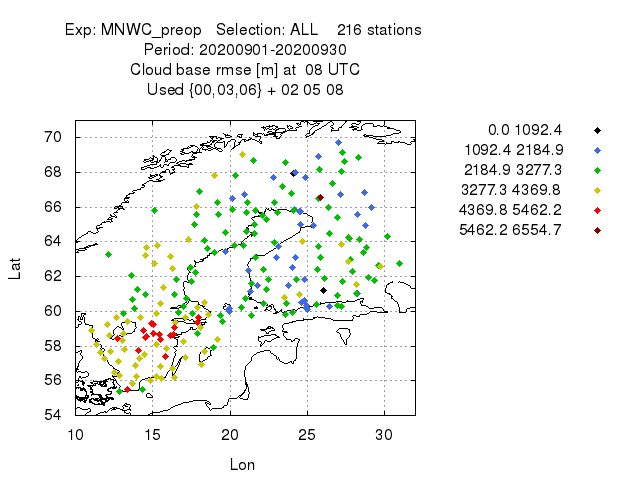 Exp: MNWC_preop   Selection: ALL    216 stations
Period: 20200901-20200930
Cloud base rmse [m] at  08 UTC
Used {00,03,06} + 02 05 08
0.0 1092.4
1092.4 2184.9
2184.9 3277.3
3277.3 4369.8
4369.8 5462.2
5462.2 6554.7
Lat
70
68
66
64
62
60
58
56
54
10 15 20 25 30
Lon